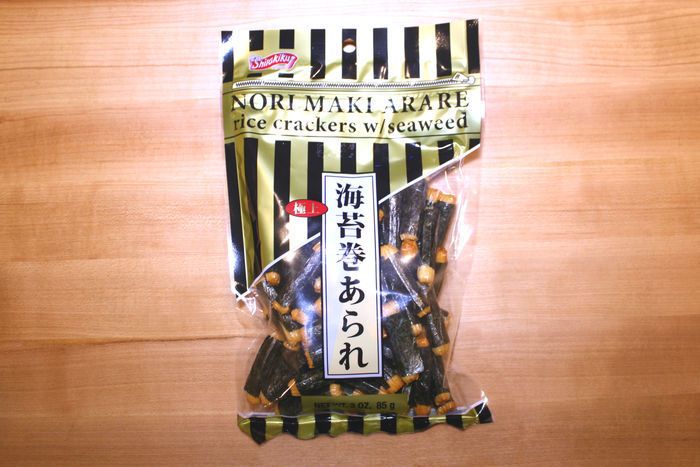 Shirakiku
NORI MAKI ARARE
rice crackers w/seaweed
極上
海苔巻あられ
NET WT. 3 OZ. 85 g